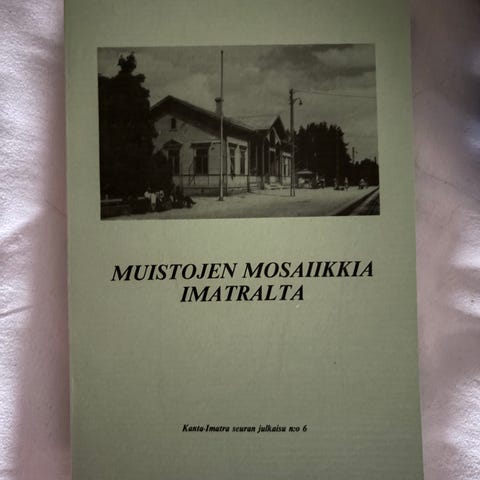 MUISTOJEN MOSAIIKKIA
IMATRALTA
Kanta-Imatra seuran julkaisu n:o 6